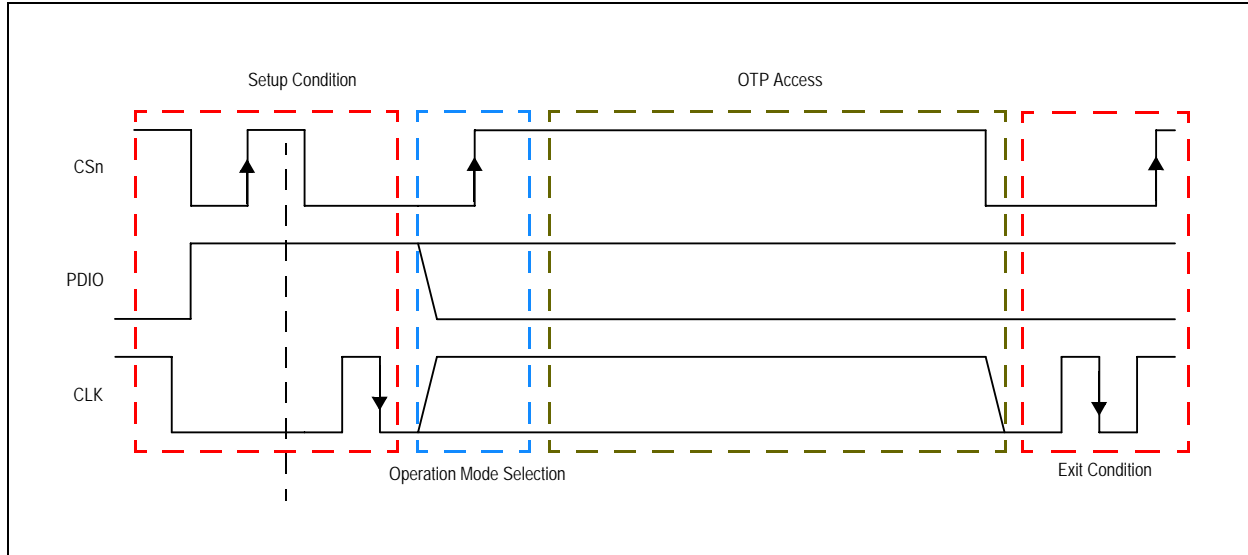 Setup Condition
OTP Access
CSn
PDIO
CLK
Operation Mode Selection
Exit Condition